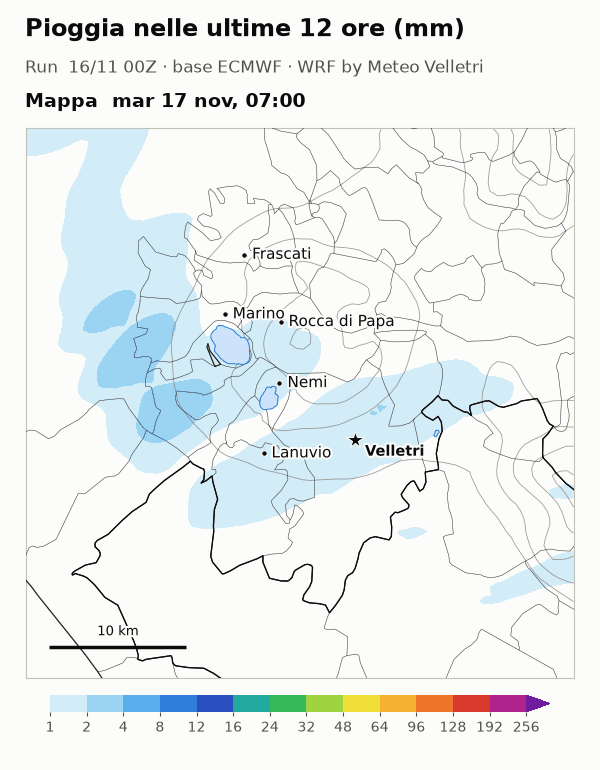 Pioggia nelle ultime 12 ore (mm)
Run 16/11 00Z · base ECMWF · WRF by Meteo Velletri
Mappa mar 17 nov, 07:00
Frascati
Marino
Rocca di Papa
Nemi
Velletri
Lanuvio
10 km
1 2 4 8 12 16 24 32 48 64 96 128 192 256